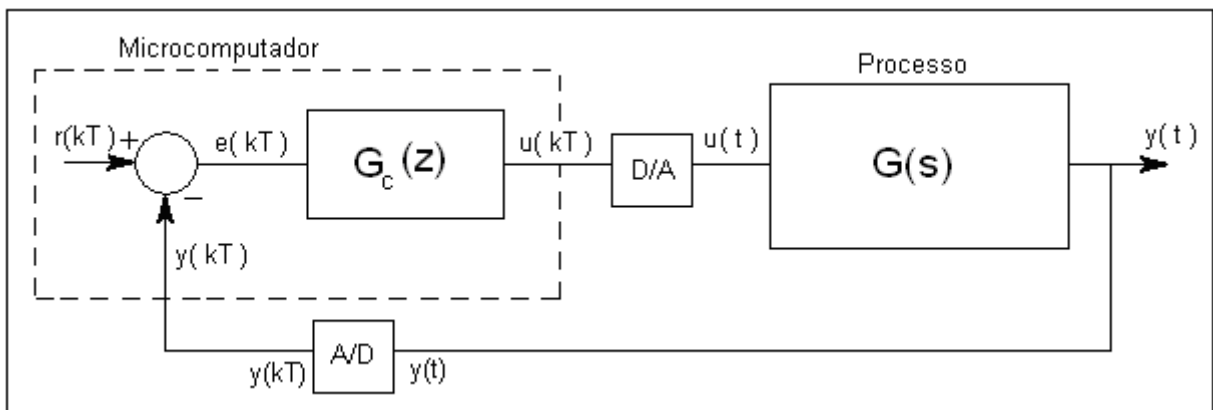 Microcomputador
Processo
r(kT)
+
e(kT)
G_c(z)
u(kT)
D/A
u(t)
G(s)
y(t)
−
y(kT)
y(kT)
A/D
y(t)